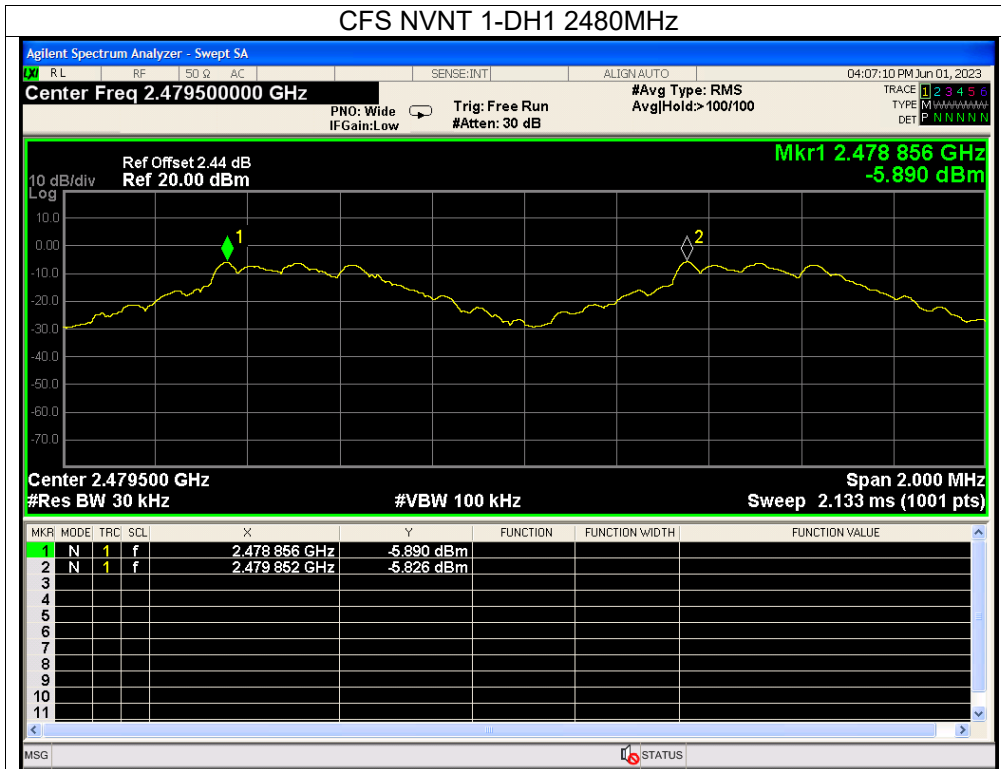 CFS NVNT 1-DH1 2480MHz
Agilent Spectrum Analyzer - Swept SA
LXI RL RF 50 Ω AC SENSE:INT ALIGN AUTO 04:07:10 PM Jun 01, 2023
Center Freq 2.479500000 GHz #Avg Type: RMS TRACE 1 2 3 4 5 6
PNO: Wide Trig: Free Run Avg|Hold:>100/100 TYPE M
IFGain:Low #Atten: 30 dB DET P N N N N N
Mkr1 2.478 856 GHz
Ref Offset 2.44 dB
10 dB/div Ref 20.00 dBm -5.890 dBm
Log
10.0
1 2
0.00
-10.0
-20.0
-30.0
-40.0
-50.0
-60.0
-70.0
Center 2.479500 GHz Span 2.000 MHz
#Res BW 30 kHz #VBW 100 kHz Sweep 2.133 ms (1001 pts)
MKR MODE TRC SCL X Y FUNCTION FUNCTION WIDTH FUNCTION VALUE
1 N 1 f 2.478 856 GHz -5.890 dBm
2 N 1 f 2.479 852 GHz -5.826 dBm
3
4
5
6
7
8
9
10
11
MSG STATUS